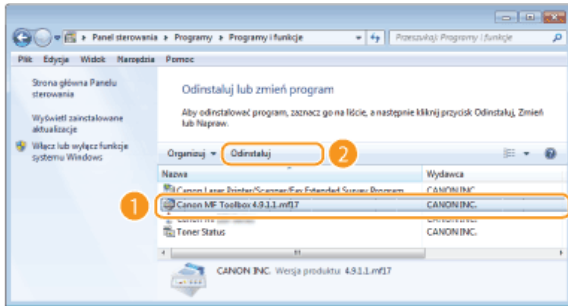 Panel sterowania ▸ Programy ▸ Programy i funkcje
Przeszukaj: Programy i funkcje
Plik Edycja Widok Narzędzia Pomoc
Strona główna Panelu
sterowania
Wyświetl zainstalowane
aktualizacje
Włącz lub wyłącz funkcje
systemu Windows
Odinstaluj lub zmień program
Aby odinstalować program, zaznacz go na liście, a następnie kliknij przycisk Odinstaluj, Zmień
lub Napraw.
Organizuj Odinstaluj 2
Nazwa Wydawca
Canon Laser Printer/Scanner/Fax Extended Survey Program CANON INC.
1 Canon MF Toolbox 4.9.1.1.mf17 CANON INC.
CANON INC.
Toner Status CANON INC.
CANON INC. Wersja produktu: 4.9.1.1.mf17